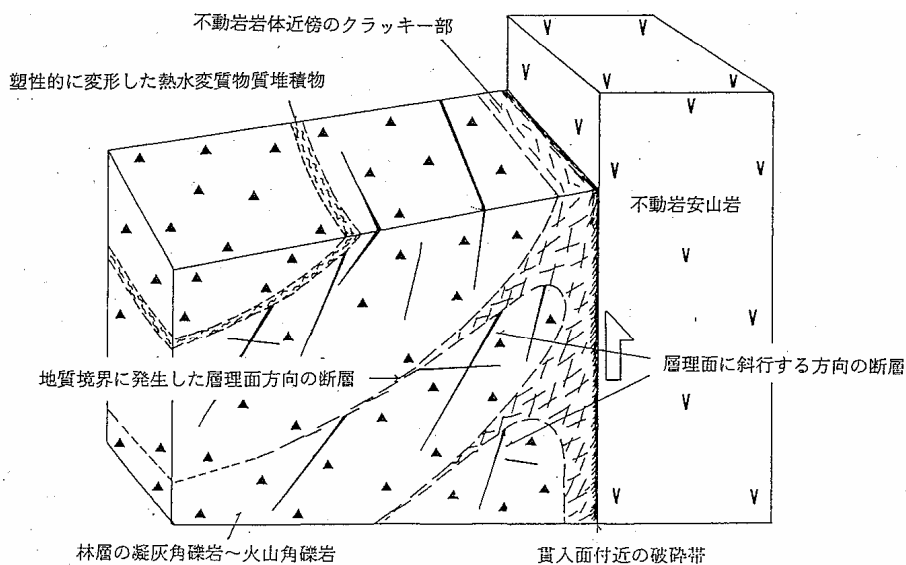 不動岩岩体近傍のクラッキー部
塑性的に変形した熱水変質物質堆積物
不動岩安山岩
地質境界に発生した層理面方向の断層
層理面に斜行する方向の断層
林層の凝灰角礫岩~火山角礫岩
貫入面付近の破砕帯